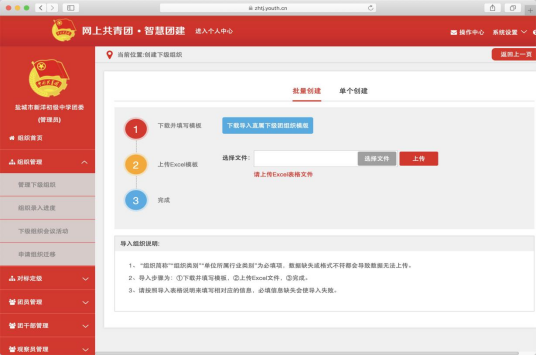 zhtj.youth.cn
网上共青团·智慧团建 进入个人中心
操作中心 系统设置
当前位置:创建下级组织
返回上一页
盐城市新洋初级中学团委
(管理员)
组织首页
组织管理
管理下级组织
组织录入进度
下级组织会议活动
申请组织迁移
对标定级
团员管理
团干部管理
观察员管理
批量创建 单个创建
1 下载并填写模板 下载导入直属下级团组织模板
2 上传Excel模板 选择文件: 选择文件 上传
请上传Excel表格文件
3 完成
导入组织说明:
1、"组织简称""组织类别""单位所属行业类别"为必填项，数据缺失或格式不符都会导致数据无法上传。
2、导入步骤为：①下载并填写模板，②上传Excel文件，③完成。
3、请按照导入表格说明来填写相对应的信息，必填信息缺失会使导入失败。